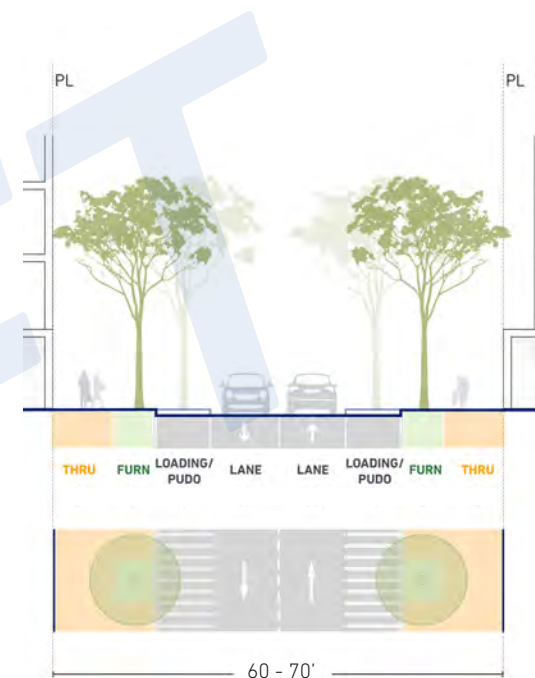 PL
PL
THRU FURN LOADING/ PUDO LANE LANE LOADING/ PUDO FURN THRU
60 - 70'